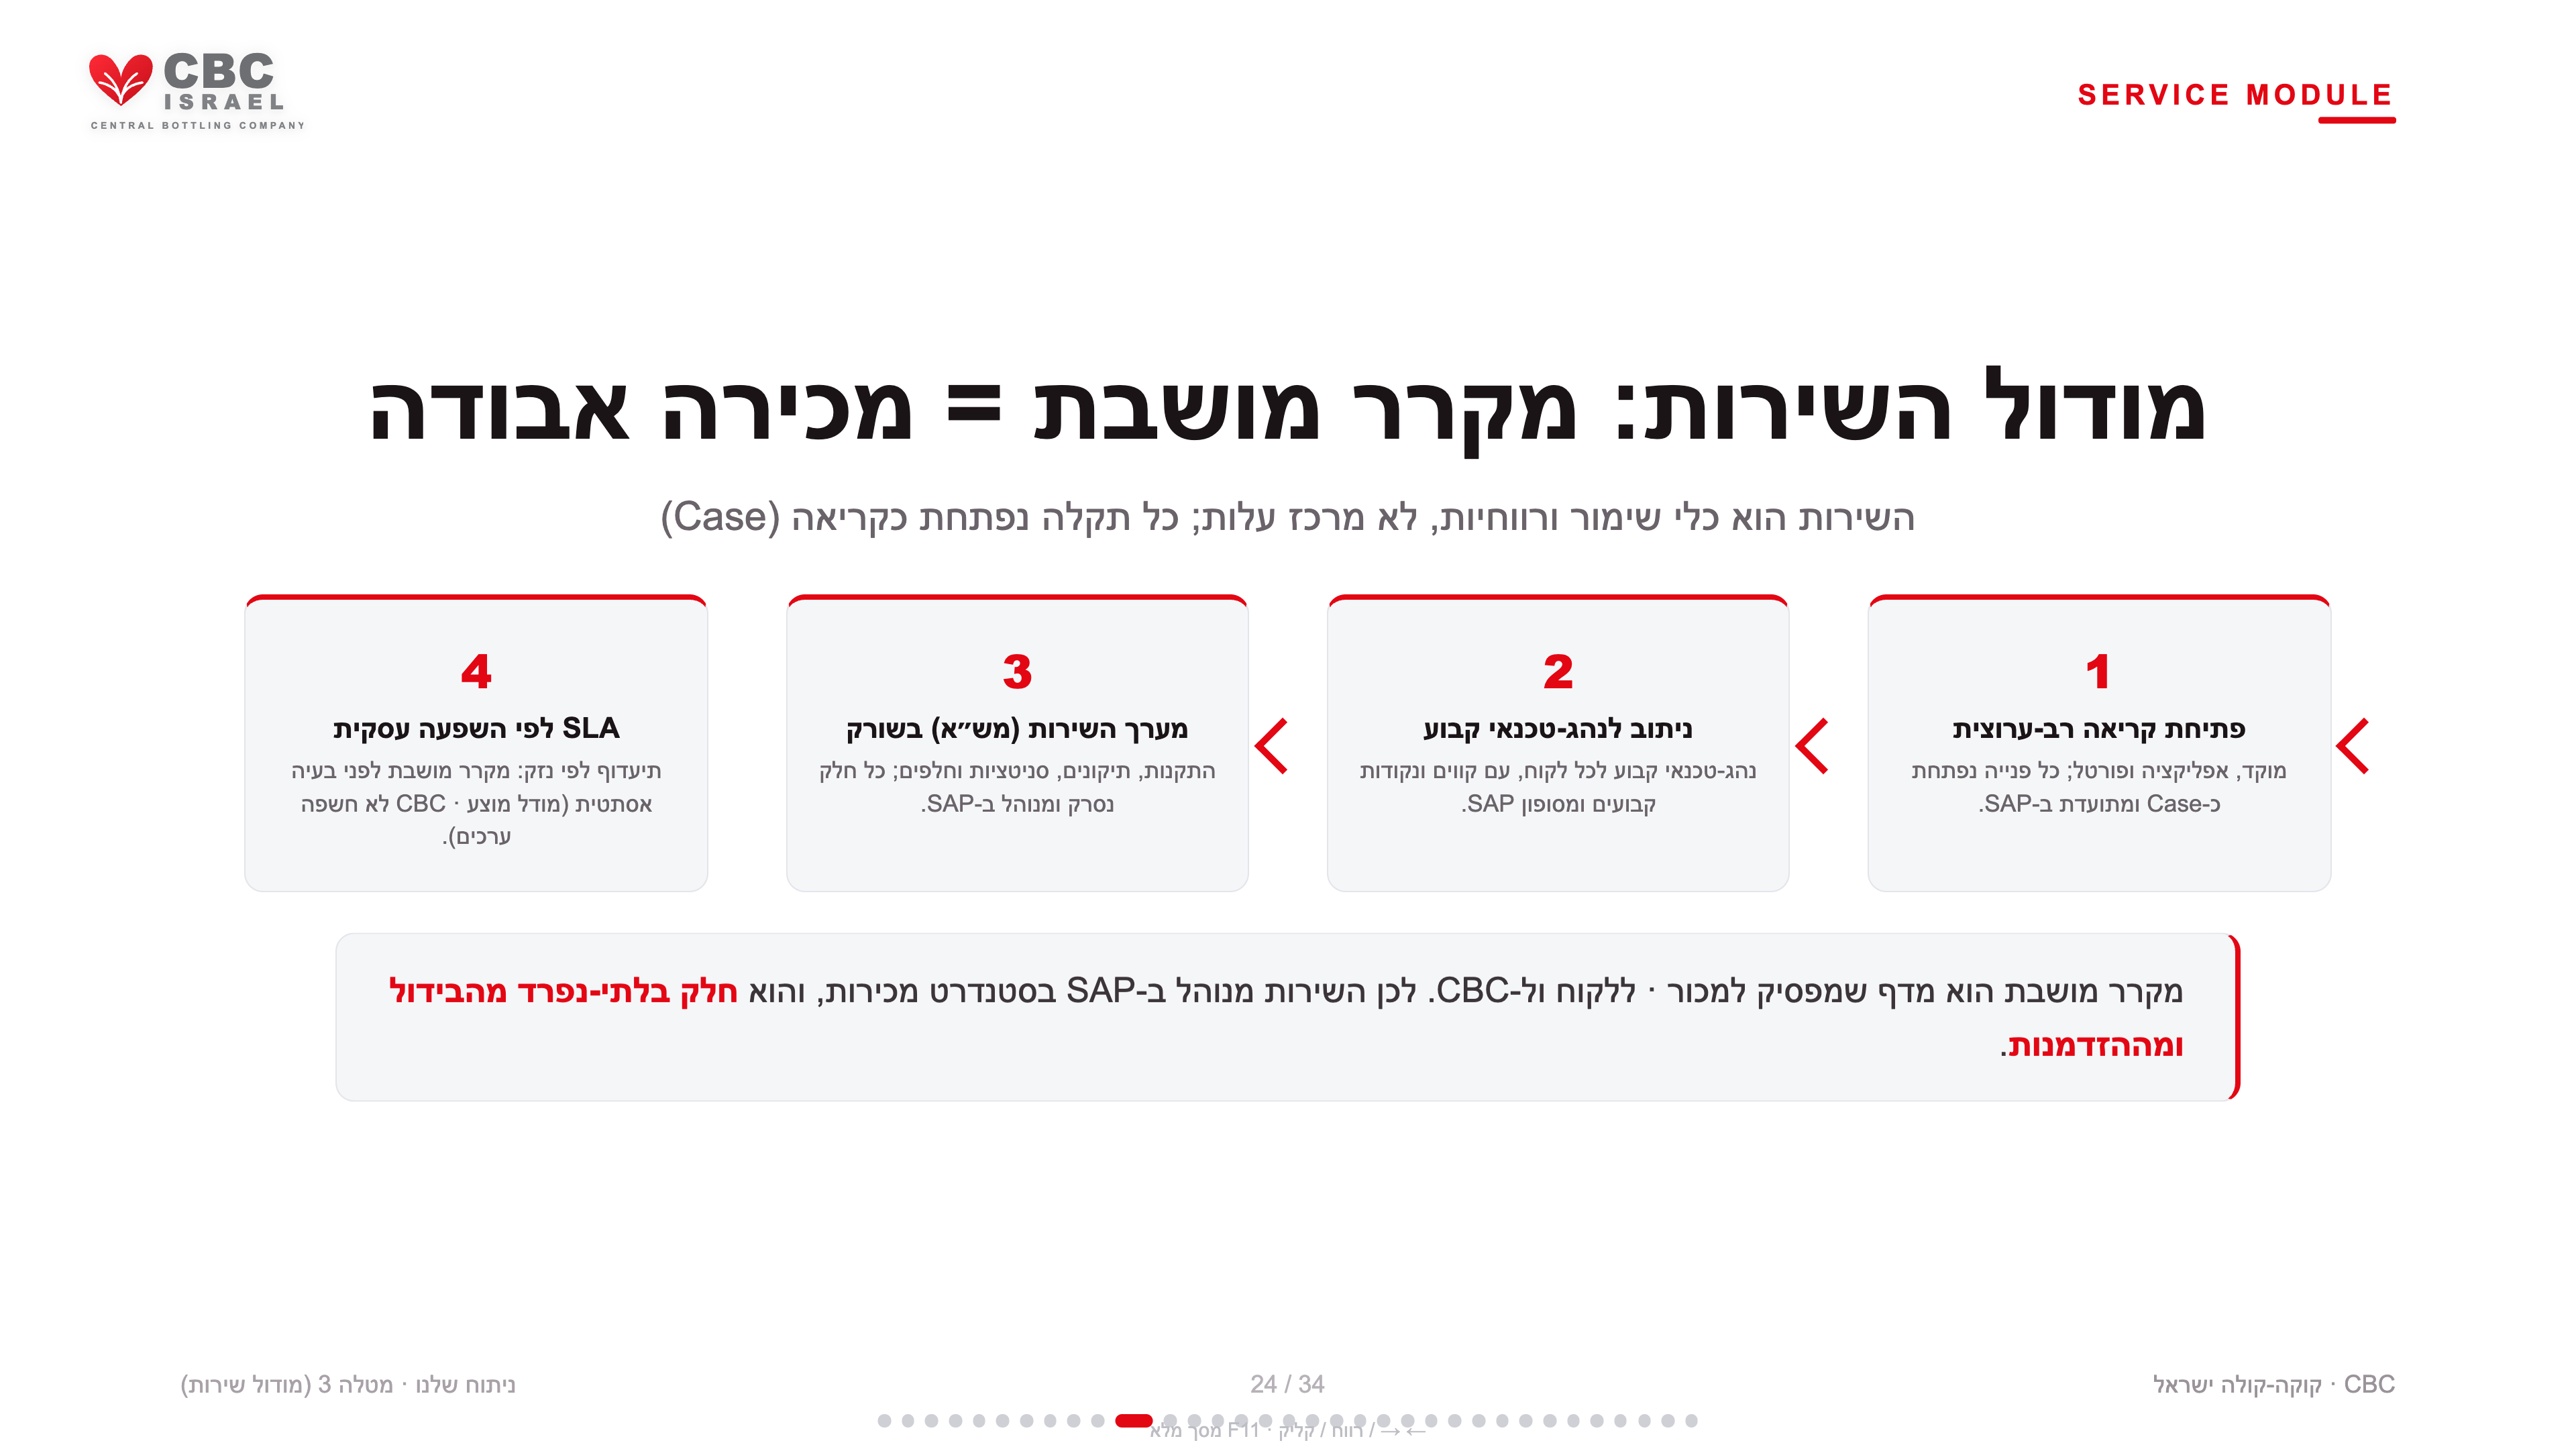 CBC
ISRAEL
CENTRAL BOTTLING COMPANY
SERVICE MODULE
מודול השירות: מקרר מושבת = מכירה אבודה
השירות הוא כלי שימור ורווחיות, לא מרכז עלות; כל תקלה נפתחת כקריאה (Case)
1
פתיחת קריאה רב-ערוצית
מוקד, אפליקציה ופורטל; כל פנייה נפתחת
כ-Case ומתועדת ב-SAP.
2
ניתוב לנהג-טכנאי קבוע
נהג-טכנאי קבוע לכל לקוח, עם קווים ונקודות
קבועים ומסופון SAP.
3
מערך השירות (מש״א) בשורק
התקנות, תיקונים, סניטציות וחלפים; כל חלק
נסרק ומנוהל ב-SAP.
4
SLA לפי השפעה עסקית
תיעדוף לפי נזק: מקרר מושבת לפני בעיה
אסתטית (מודל מוצע · CBC לא חשפה
ערכים).
מקרר מושבת הוא מדף שמפסיק למכור · ללקוח ול-CBC. לכן השירות מנוהל ב-SAP בסטנדרט מכירות, והוא חלק בלתי-נפרד מהבידול
ומההזדמנות.
CBC · קוקה-קולה ישראל
24 / 34
ניתוח שלנו · מטלה 3 (מודול שירות)
←→ / רווח / קליק · F11 מסך מלא